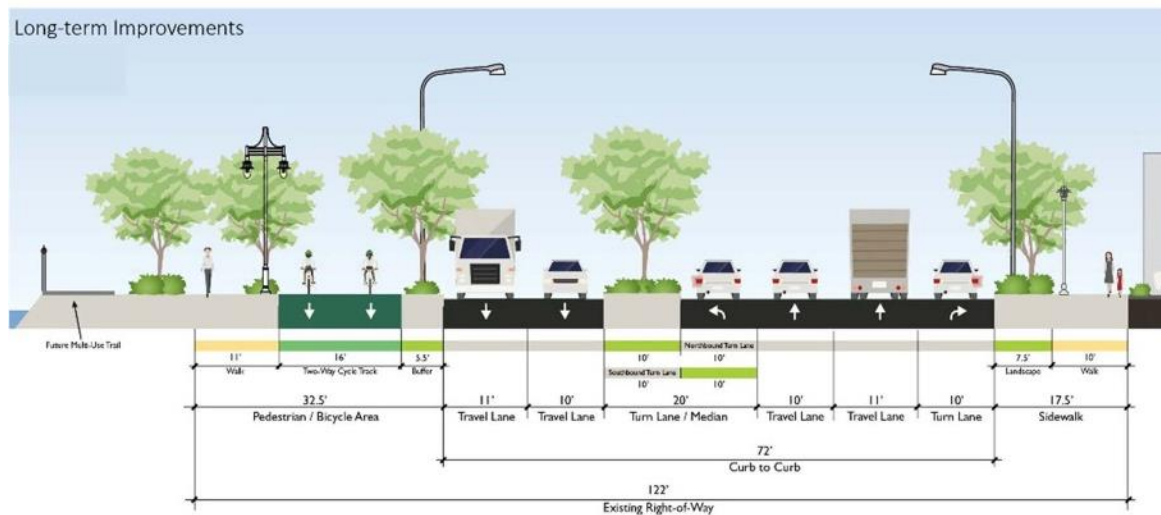 Long-term Improvements
Future Multi-Use Trail
11' 16' 5.5' 10' 10' 7.5' 10'
Walk Two-Way Cycle Track Buffer Northbound Turn Lane Landscape Walk
Southbound Turn Lane
10' 10'
32.5' 11' 10' 20' 10' 11' 10' 17.5'
Pedestrian / Bicycle Area Travel Lane Travel Lane Turn Lane / Median Travel Lane Travel Lane Turn Lane Sidewalk
72'
Curb to Curb
122'
Existing Right-of-Way